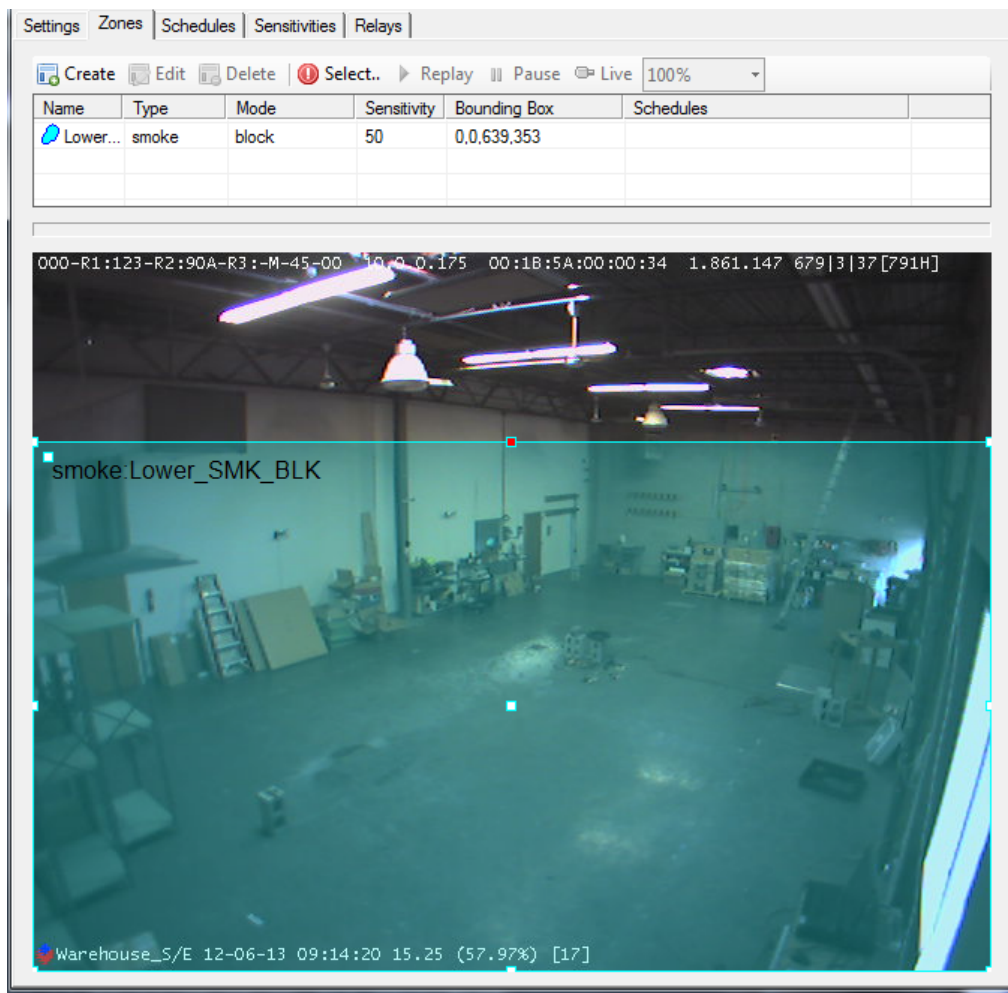 Settings Zones Schedules Sensitivities Relays
Create Edit Delete Select.. Replay Pause Live 100%
Name Type Mode Sensitivity Bounding Box Schedules
Lower... smoke block 50 0,0,639,353
000-R1:123-R2:90A-R3:-M-45-00 10.0.0.175 00:1B:5A:00:00:34 1.861.147 679|3|37[791H]
smoke:Lower_SMK_BLK
Warehouse_S/E 12-06-13 09:14:20 15.25 (57.97%) [17]